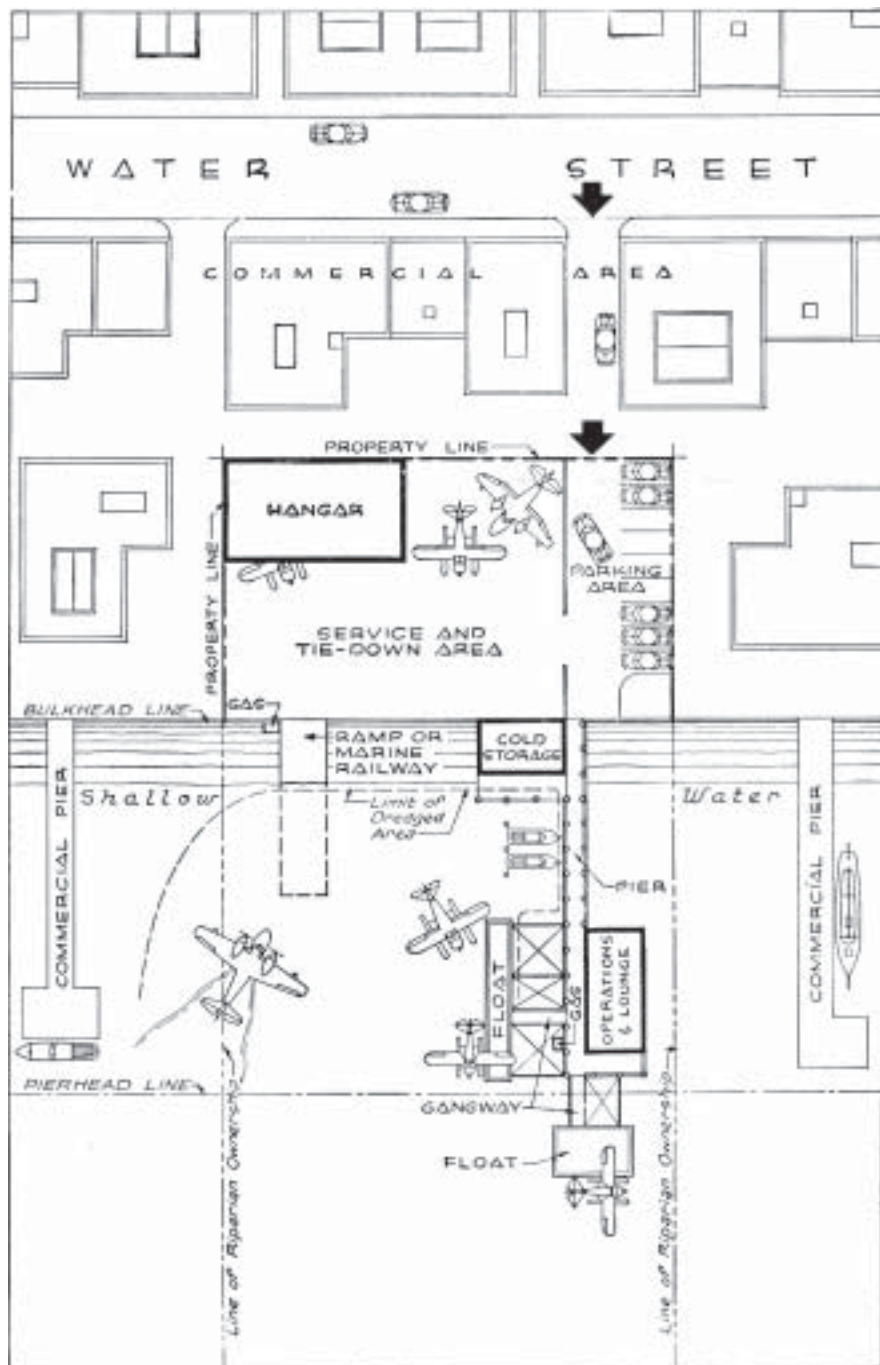 WATER STREET
COMMERCIAL AREA
PROPERTY LINE
HANGAR
PARKING
AREA
PROPERTY LINE
SERVICE AND
TIE-DOWN AREA
GAS
BULKHEAD LINE
RAMP OR
MARINE
RAILWAY
COLD
STORAGE
Shallow
Water
Limit of
Dredged
Area
COMMERCIAL PIER
PIER
COMMERCIAL PIER
FLOAT
GAS
OPERATIONS
& LOUNGE
PIERHEAD LINE
GANGWAY
FLOAT
Line of Riparian Ownership
Line of Riparian Ownership